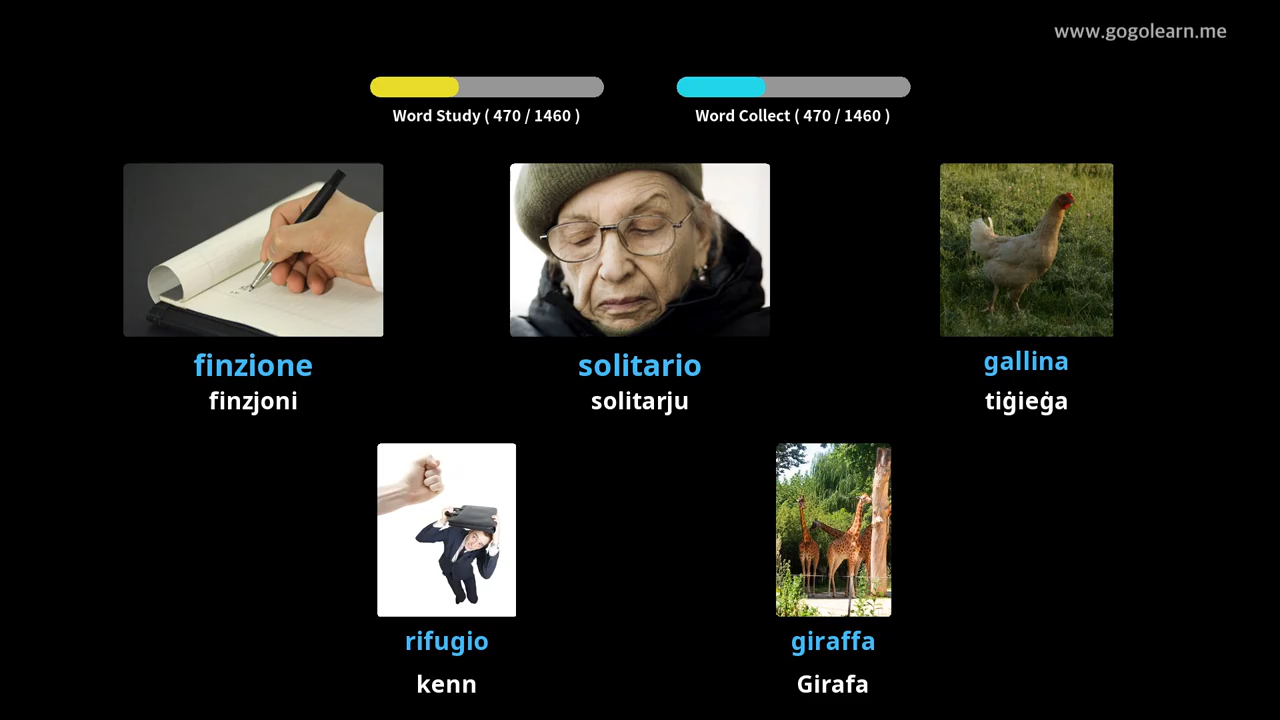 www.gogolearn.me
Word Study ( 470 / 1460 )
Word Collect ( 470 / 1460 )
finzione
finzjoni
solitario
solitarju
gallina
tiġieġa
rifugio
kenn
giraffa
Girafa